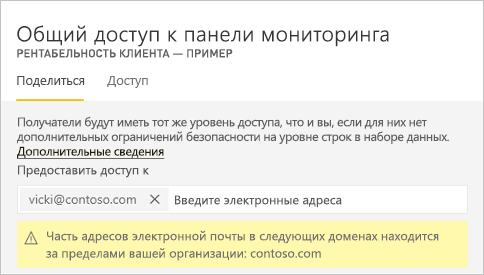 Общий доступ к панели мониторинга
РЕНТАБЕЛЬНОСТЬ КЛИЕНТА — ПРИМЕР
Поделиться Доступ
Получатели будут иметь тот же уровень доступа, что и вы, если для них нет
дополнительных ограничений безопасности на уровне строк в наборе данных.
Дополнительные сведения
Предоставить доступ к
vicki@contoso.com Введите электронные адреса
Часть адресов электронной почты в следующих доменах находится
за пределами вашей организации: contoso.com